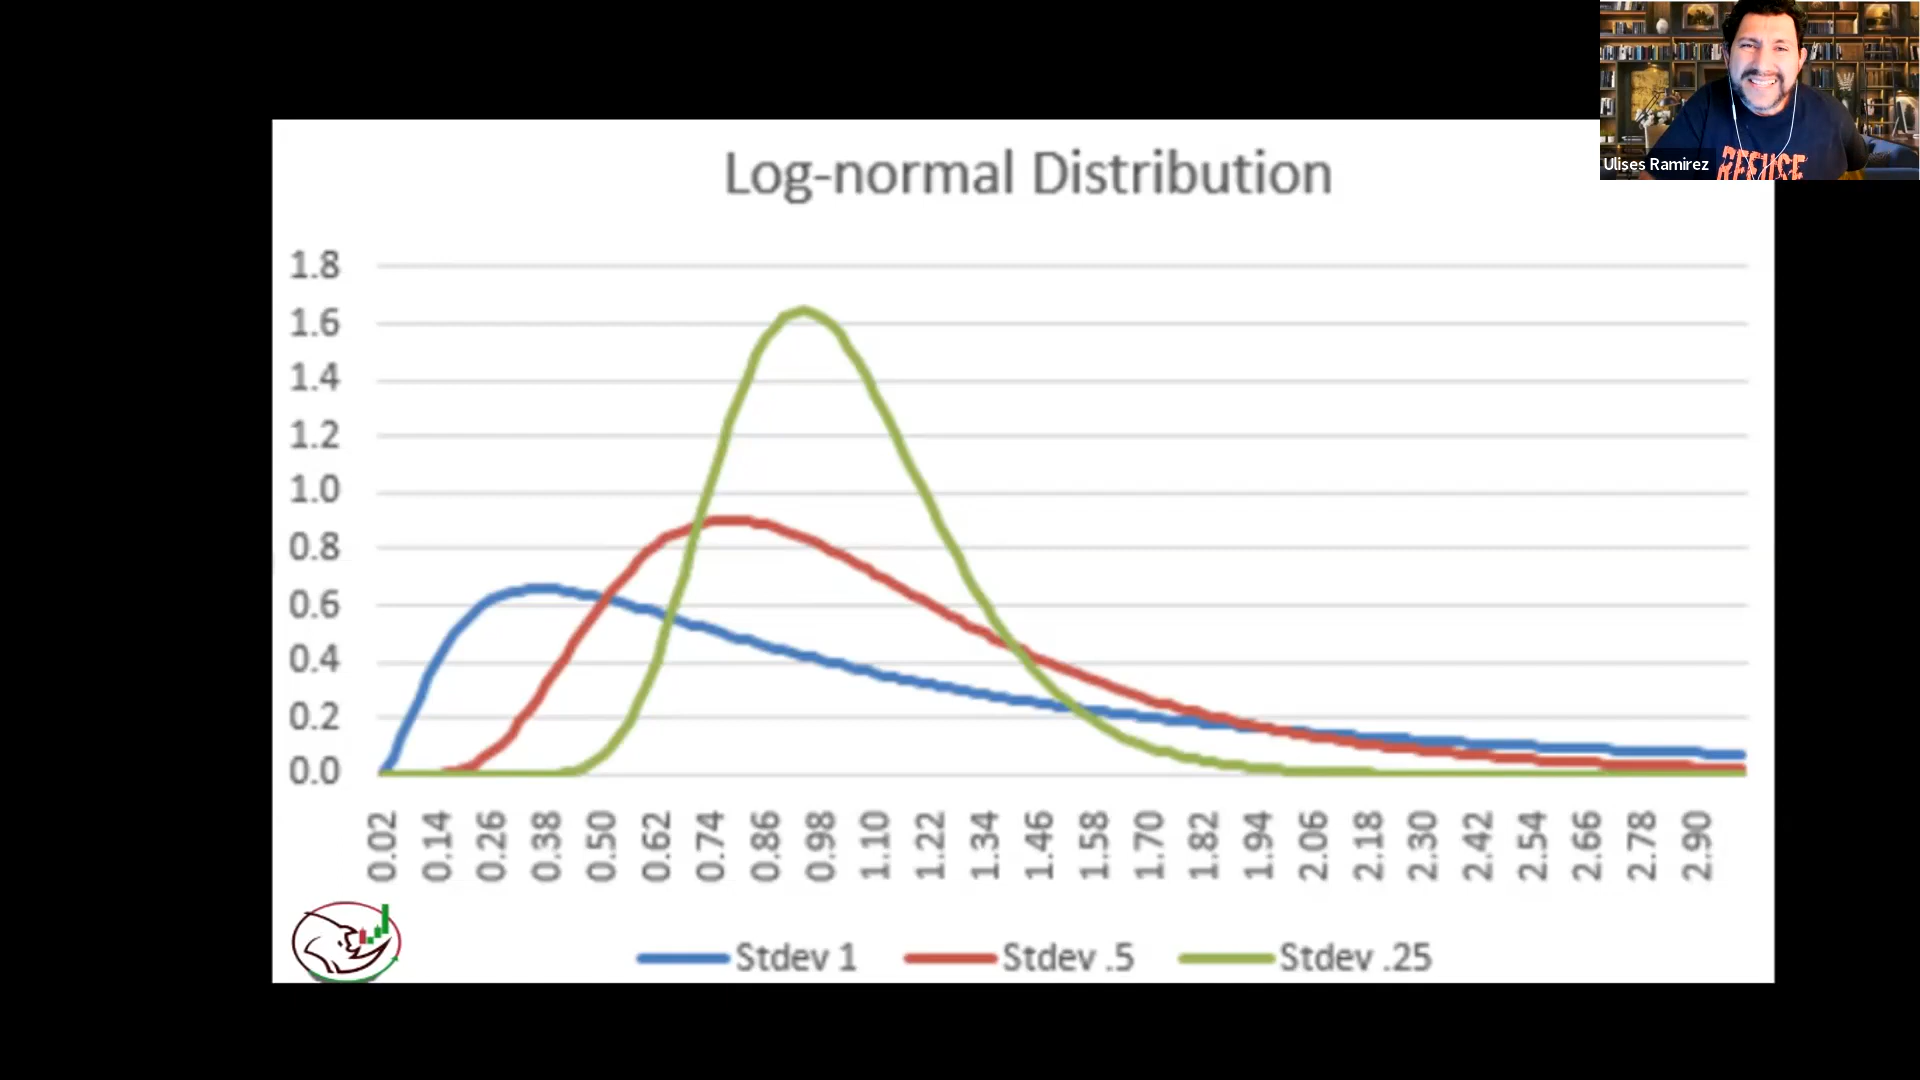 Log-normal Distribution
Ulises Ramirez
REFUSE
1.8
1.6
1.4
1.2
1.0
0.8
0.6
0.4
0.2
0.0
0.02 0.14 0.26 0.38 0.50 0.62 0.74 0.86 0.98 1.10 1.22 1.34 1.46 1.58 1.70 1.82 1.94 2.06 2.18 2.30 2.42 2.54 2.66 2.78 2.90
Stdev 1 Stdev .5 Stdev .25